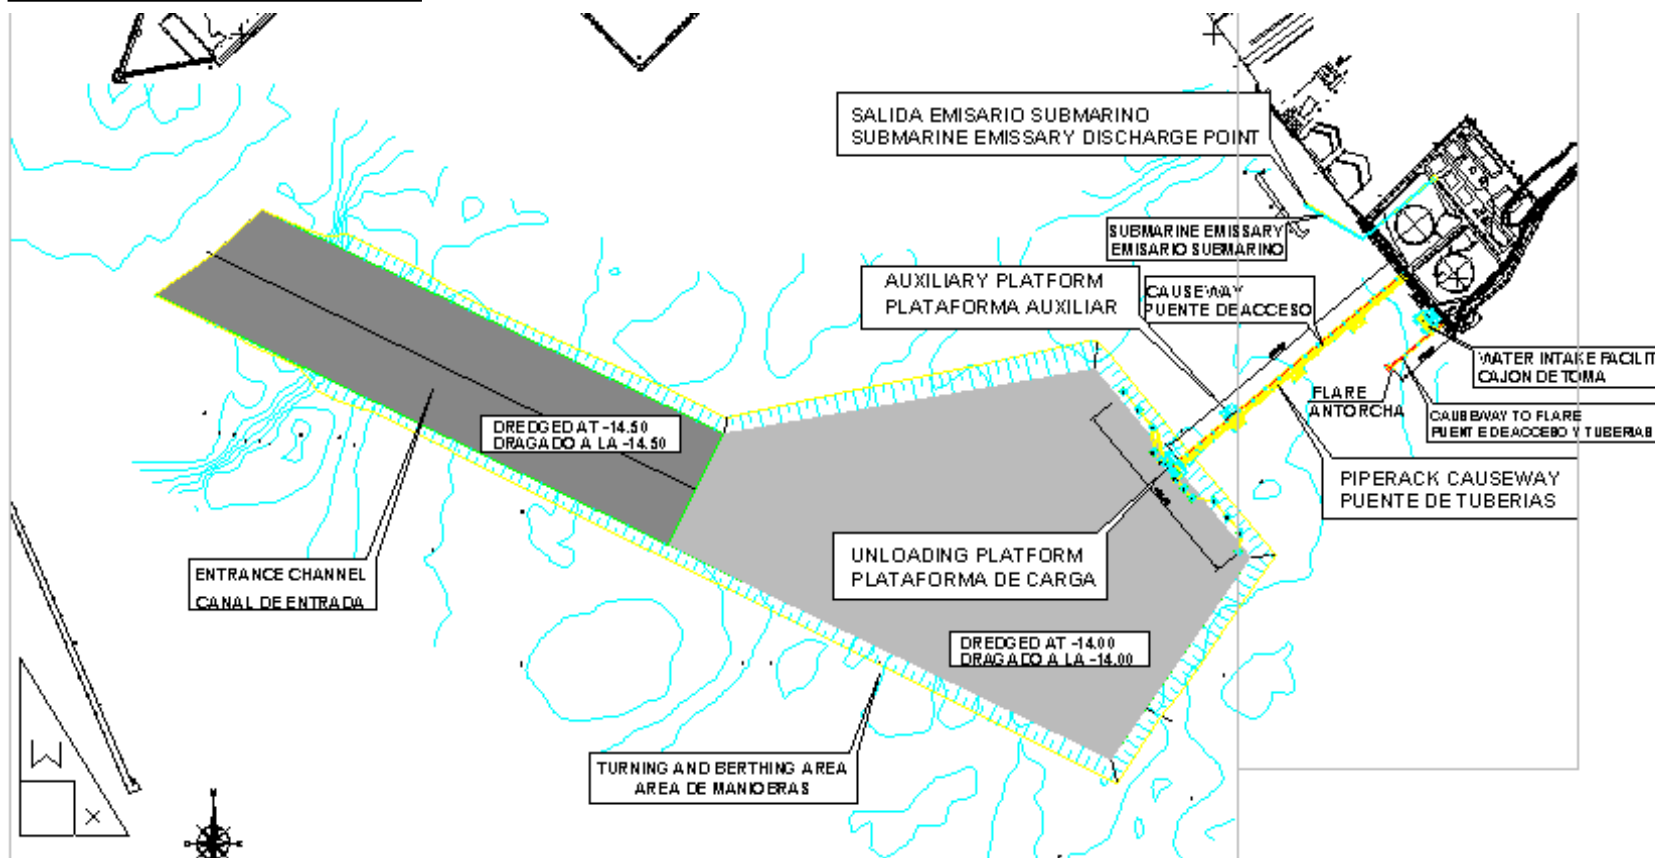 SALIDA EMISARIO SUBMARINO
SUBMARINE EMISSARY DISCHARGE POINT
SUBMARINE EMISSARY
EMISARIO SUBMARINO
AUXILIARY PLATFORM
PLATAFORMA AUXILIAR
CAUSEWAY
PUENTE DE ACCESO
WATER INTAKE FACILIT
CAJON DE TOMA
FLARE
ANTORCHA
CAUSEWAY TO FLARE
PUENTE DE ACCESO Y TUBERIAS
DREDGED AT -14.50
DRAGADO A LA -14.50
PIPERACK CAUSEWAY
PUENTE DE TUBERIAS
UNLOADING PLATFORM
PLATAFORMA DE CARGA
ENTRANCE CHANNEL
CANAL DE ENTRADA
DREDGED AT -14.00
DRAGADO A LA -14.00
TURNING AND BERTHING AREA
AREA DE MANIOBRAS
W
X
N